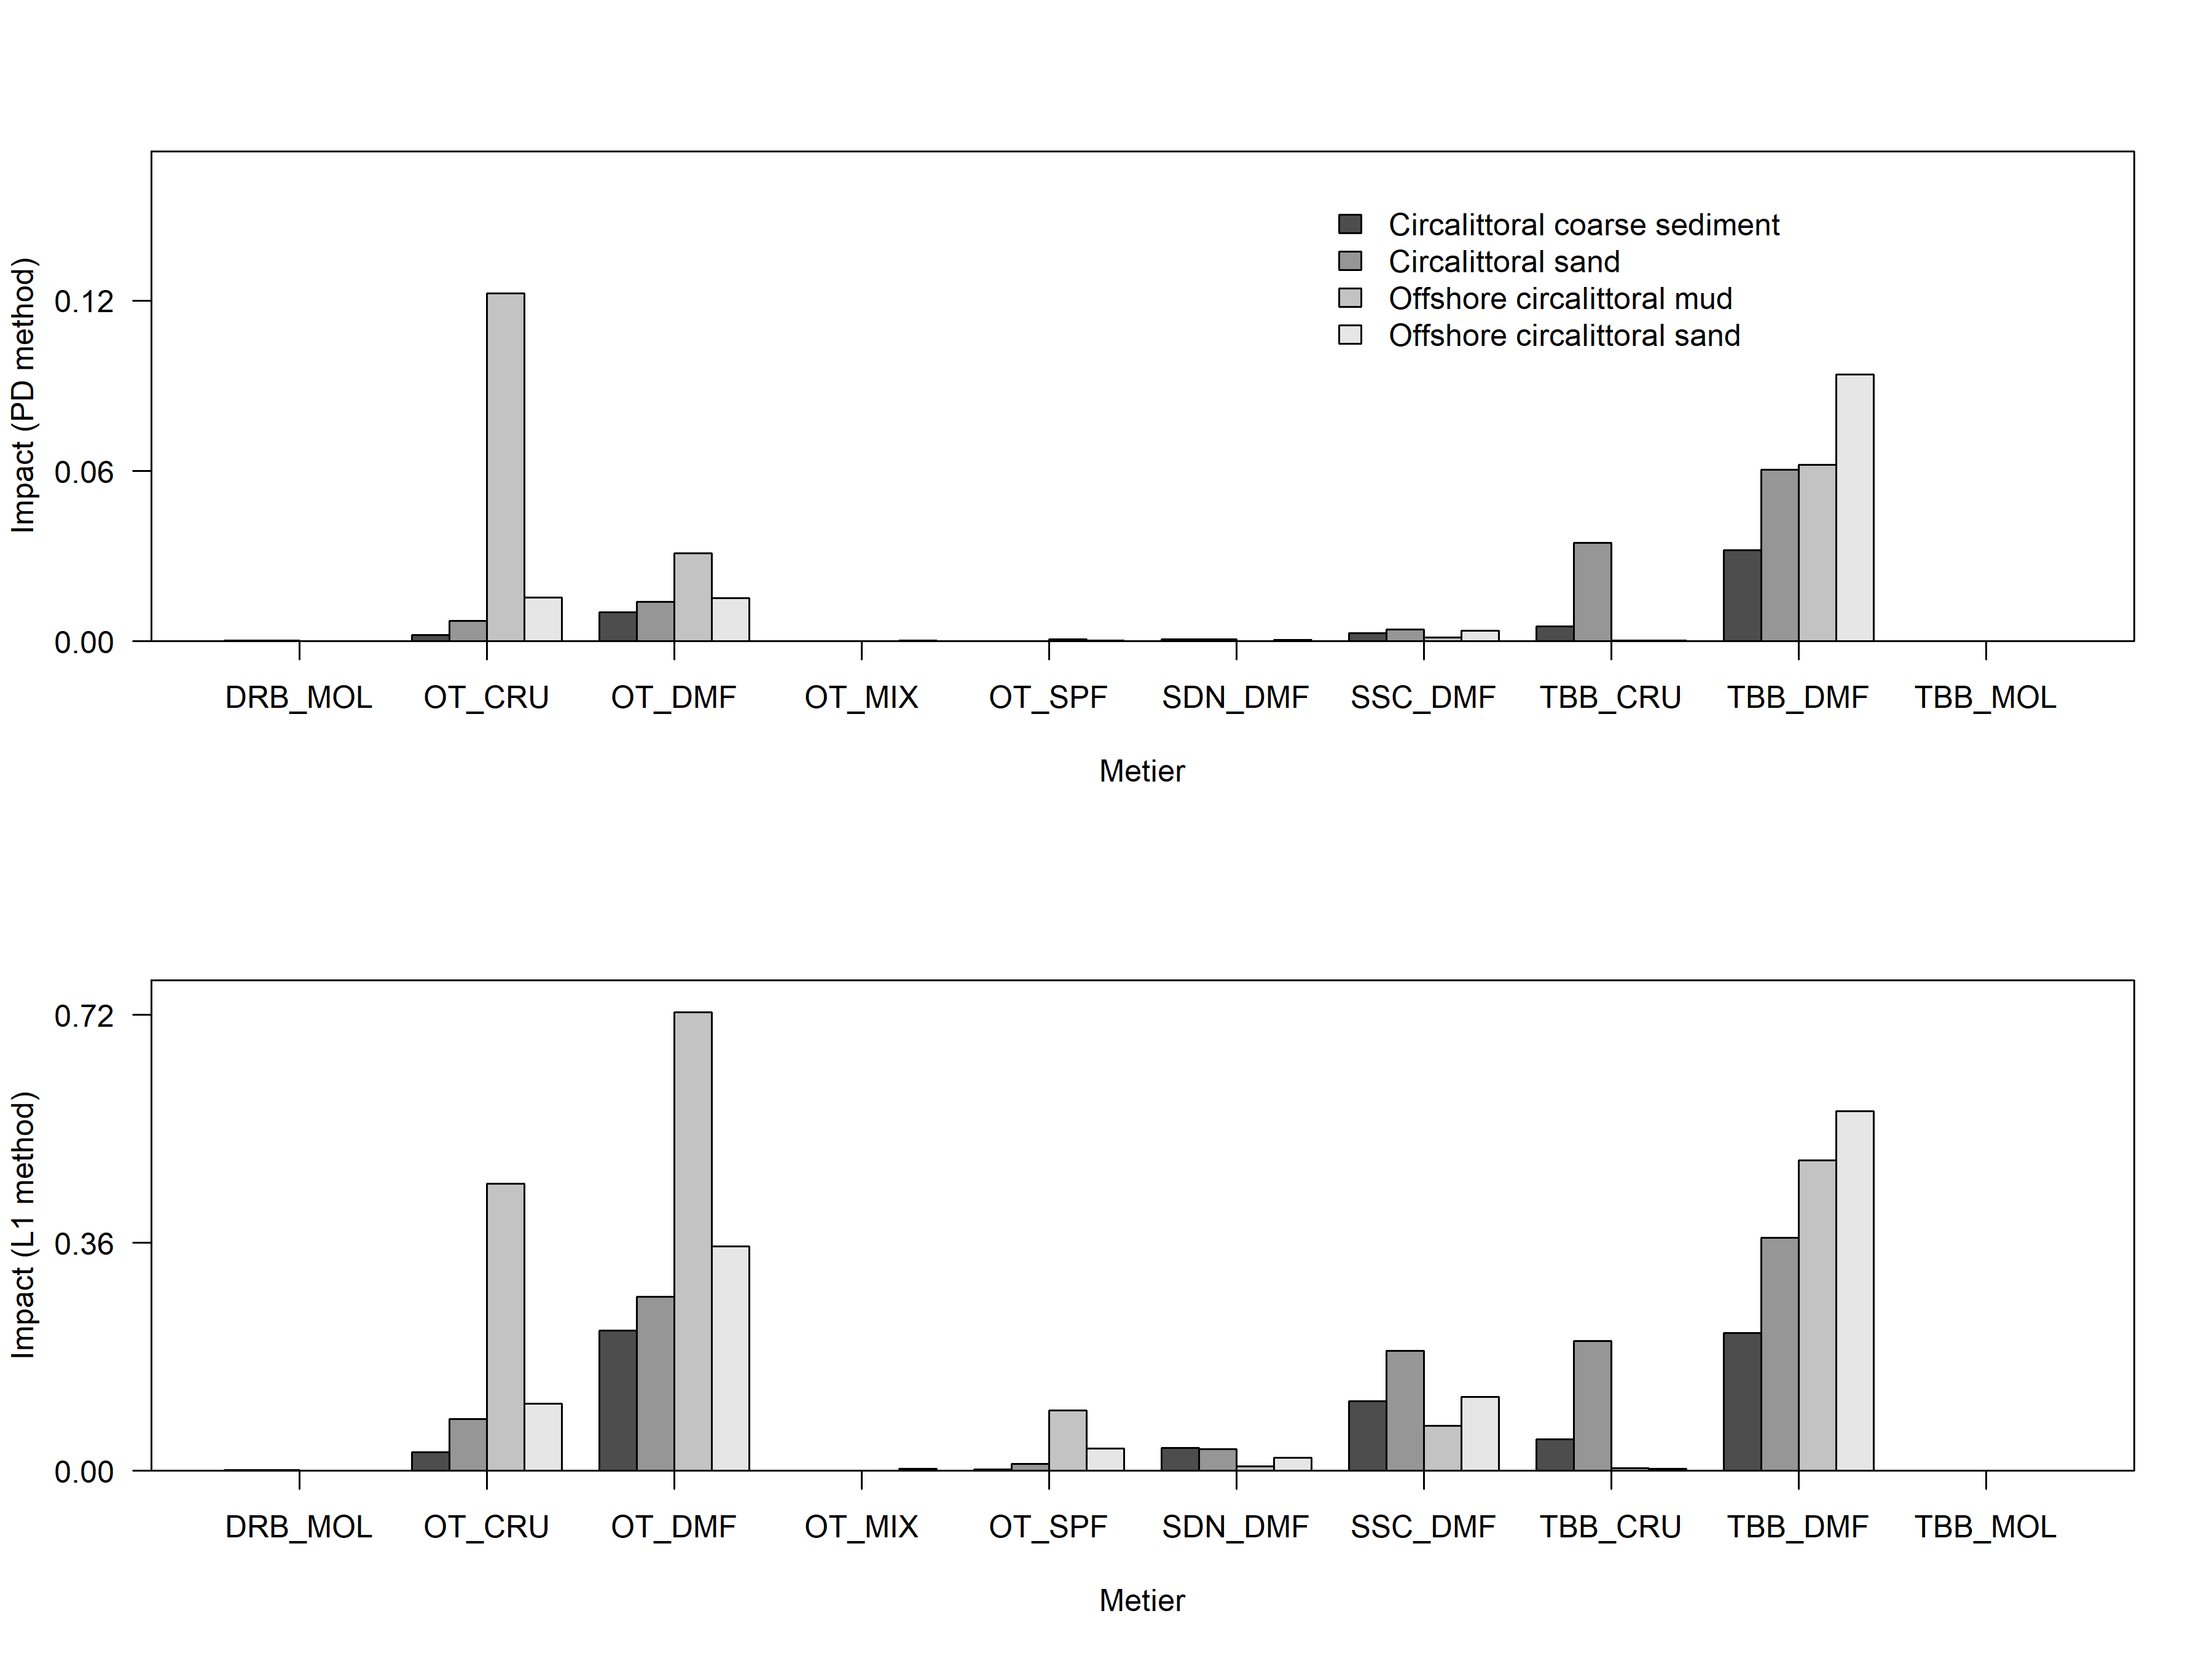 Impact (PD method)
0.12
0.06
0.00
Circalittoral coarse sediment
Circalittoral sand
Offshore circalittoral mud
Offshore circalittoral sand
DRB_MOL OT_CRU OT_DMF OT_MIX OT_SPF SDN_DMF SSC_DMF TBB_CRU TBB_DMF TBB_MOL
Metier
Impact (L1 method)
0.72
0.36
0.00
DRB_MOL OT_CRU OT_DMF OT_MIX OT_SPF SDN_DMF SSC_DMF TBB_CRU TBB_DMF TBB_MOL
Metier